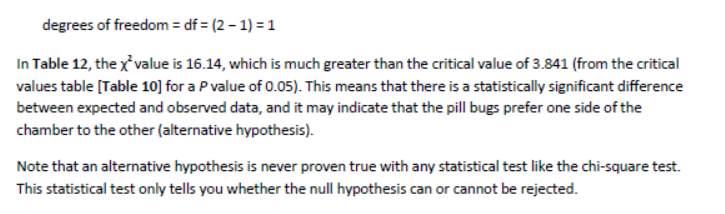 degrees of freedom = df = (2 – 1) = 1
In Table 12, the χ² value is 16.14, which is much greater than the critical value of 3.841 (from the critical
values table [Table 10] for a P value of 0.05). This means that there is a statistically significant difference
between expected and observed data, and it may indicate that the pill bugs prefer one side of the
chamber to the other (alternative hypothesis).
Note that an alternative hypothesis is never proven true with any statistical test like the chi-square test.
This statistical test only tells you whether the null hypothesis can or cannot be rejected.